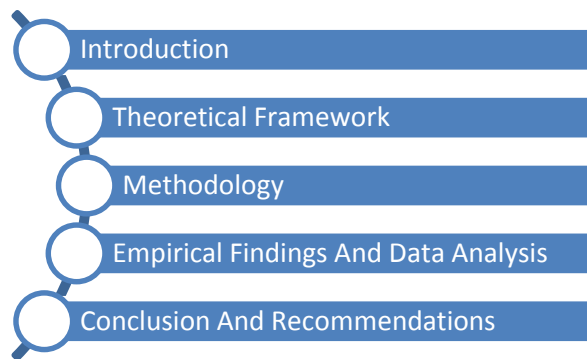 Introduction
Theoretical Framework
Methodology
Empirical Findings And Data Analysis
Conclusion And Recommendations